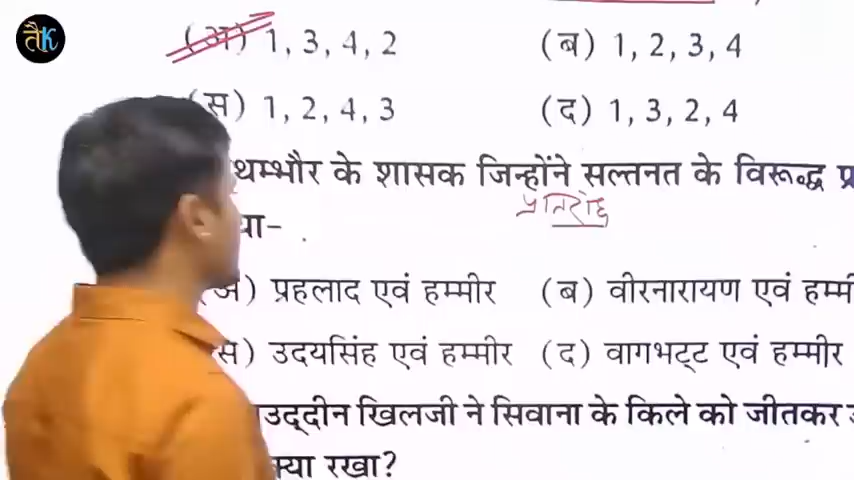 तैK
(अ) 1, 3, 4, 2 (ब) 1, 2, 3, 4
स) 1, 2, 4, 3 (द) 1, 3, 2, 4
थम्भौर के शासक जिन्होंने सल्तनत के विरूद्ध प्र
प्रतिरोध
या-
अ) प्रहलाद एवं हम्मीर (ब) वीरनारायण एवं हम्मी
स) उदयसिंह एवं हम्मीर (द) वागभट्ट एवं हम्मीर
उद्दीन खिलजी ने सिवाना के किले को जीतकर
क्या रखा?